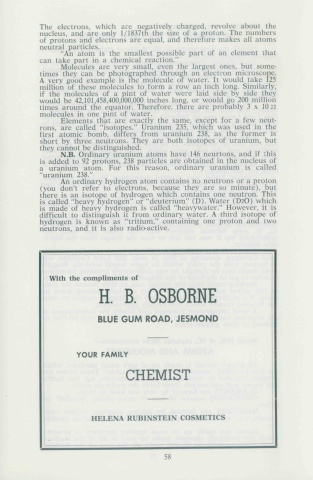 The electrons, which are negatively charged, revolve about the
nucleus, and are only 1/1837th the size of a proton. The numbers
of protons and electrons are equal, and therefore makes all atoms
neutral particles.
"An atom is the smallest possible part of an element that
can take part in a chemical reaction."
Molecules are very small, even the largest ones, but some-
times they can be photographed through an electron microscope.
A very good example is the molecule of water. It would take 125
million of these molecules to form a row an inch long. Similarly,
if the molecules of a pint of water were laid side by side they
would be 42,101,458,400,000,000 inches long, or would go 200 million
times around the equator. Therefore, there are probably 3 x 10 21
molecules in one pint of water.
Elements that are exactly the same, except for a few neut-
rons, are called "isotopes." Uranium 235, which was used in the
first atomic bomb, differs from uranium 238, as the former is
short by three neutrons. They are both isotopes of uranium, but
they cannot be distinguished.
N.B. Ordinary uranium atoms have 146 neutrons, and if this
is added to 92 protons, 238 particles are obtained in the nucleus of
a uranium atom. For this reason, ordinary uranium is called
"uranium 238."
An ordinary hydrogen atom contains no neutrons or a proton
(you don't refer to electrons, because they are so minute), but
there is an isotope of hydrogen which contains one neutron. This
is called "heavy hydrogen" or "deuterium" (D). Water (D2O) which
is made of heavy hydrogen is called "heavywater." However, it is
difficult to distinguish it from ordinary water. A third isotope of
hydrogen is known as "tritium," containing one proton and two
neutrons, and it is also radio-active.
With the compliments of
H. B. OSBORNE
BLUE GUM ROAD, JESMOND
YOUR FAMILY
CHEMIST
HELENA RUBINSTEIN COSMETICS
58